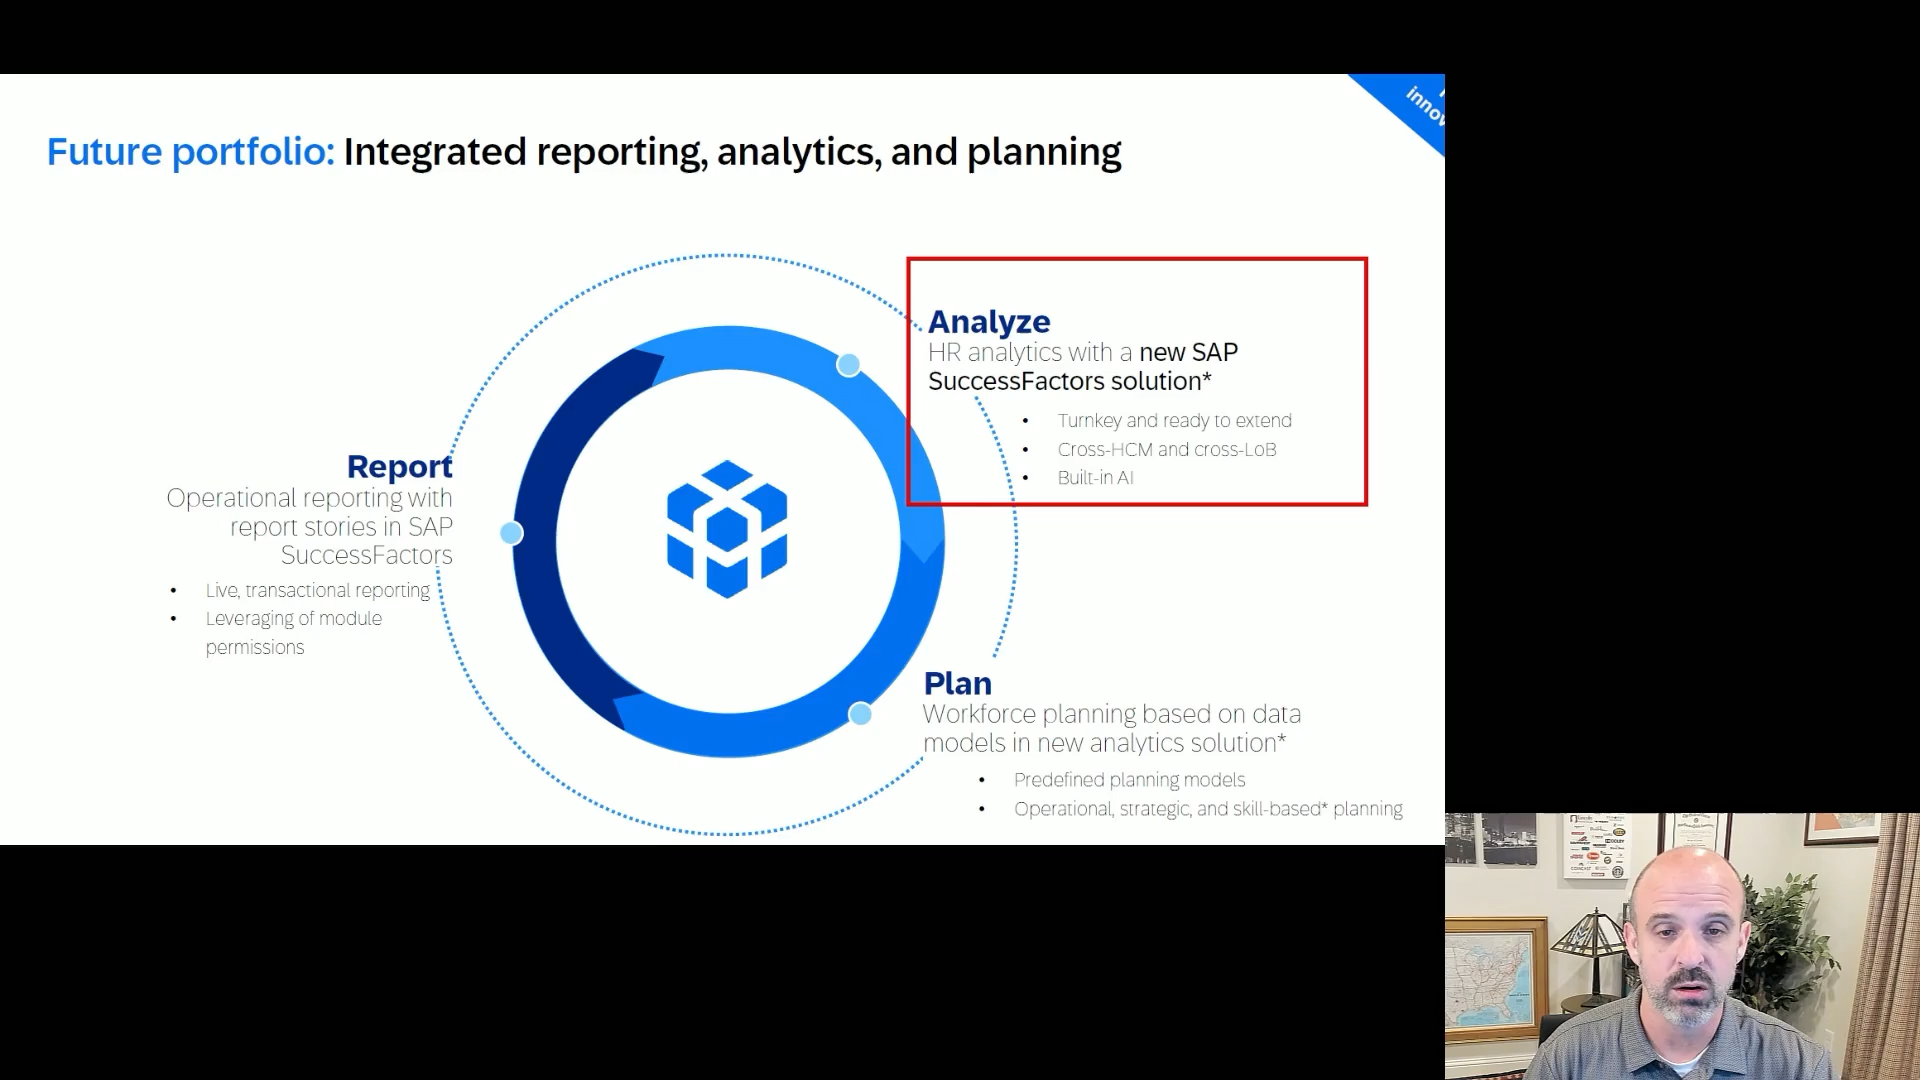 innov
Future portfolio: Integrated reporting, analytics, and planning
Analyze
HR analytics with a new SAP
SuccessFactors solution*
• Turnkey and ready to extend
• Cross-HCM and cross-LoB
• Built-in AI
Report
Operational reporting with
report stories in SAP
SuccessFactors
• Live, transactional reporting
• Leveraging of module
permissions
Plan
Workforce planning based on data
models in new analytics solution*
• Predefined planning models
• Operational, strategic, and skill-based* planning
COMCAST